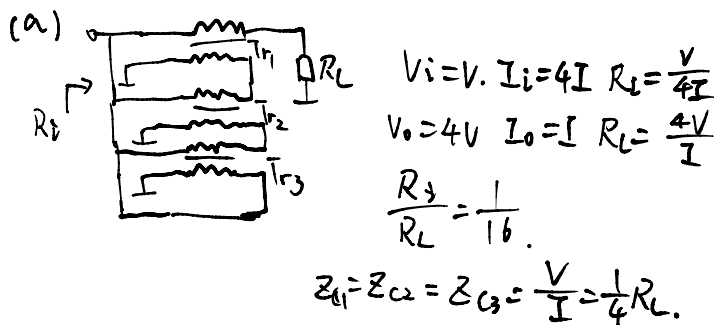 (a)
Tr1
RL
Ri
Tr2
Tr3
Vi=V. Ii=4I Ri=V/4I
Vo=4V Io=I RL=4V/I
Ri/RL=1/16.
Zc1=Zc2=Zc3=V/I=1/4RL.